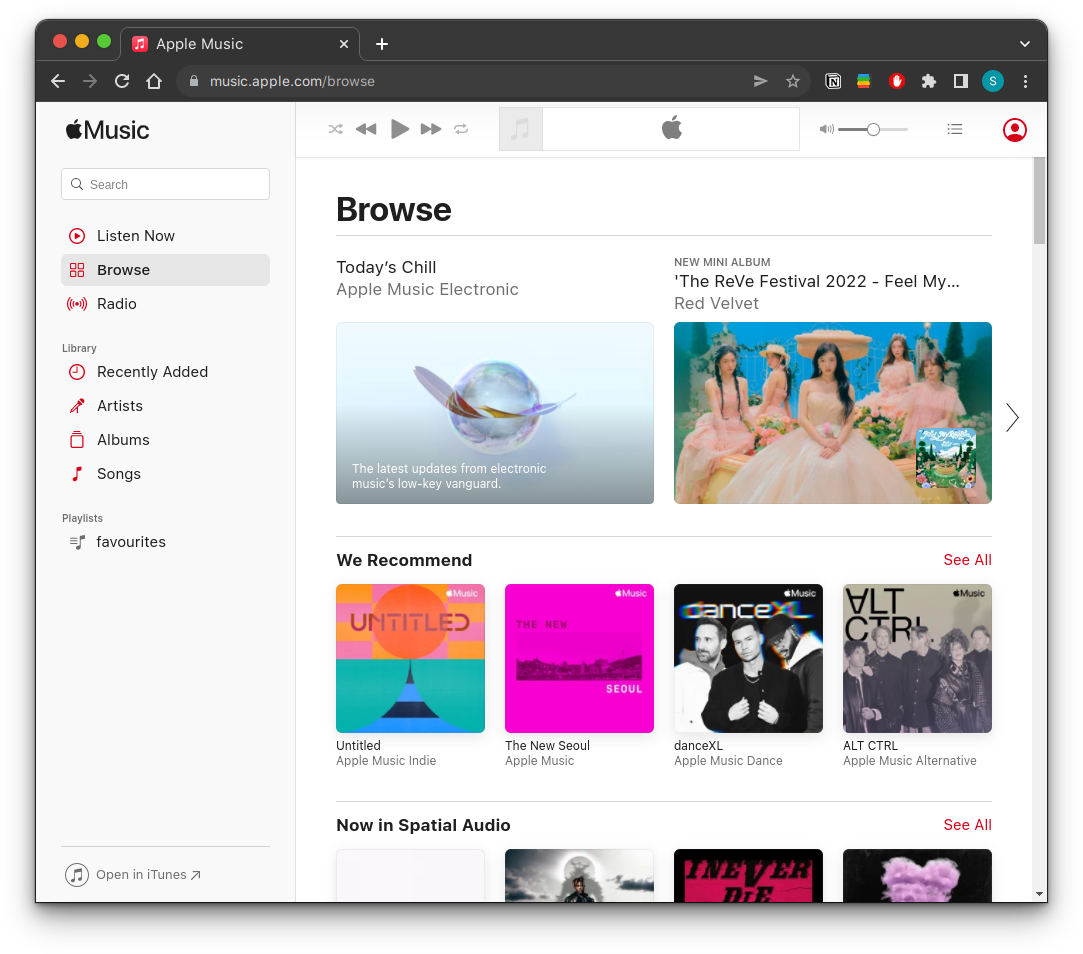 Apple Music
music.apple.com/browse
S
Music
Search
Listen Now
Browse
Radio
Library
Recently Added
Artists
Albums
Songs
Playlists
favourites
Open in iTunes
Browse
Today’s Chill
Apple Music Electronic
The latest updates from electronic
music’s low-key vanguard.
NEW MINI ALBUM
'The ReVe Festival 2022 - Feel My…
Red Velvet
We Recommend
See All
Music
UNTITLED
Untitled
Apple Music Indie
Music
THE NEW
SEOUL
The New Seoul
Apple Music
Music
danceXL
danceXL
Apple Music Dance
Music
ALT
CTRL
ALT CTRL
Apple Music Alternative
Now in Spatial Audio
See All
I NEVER
DIE